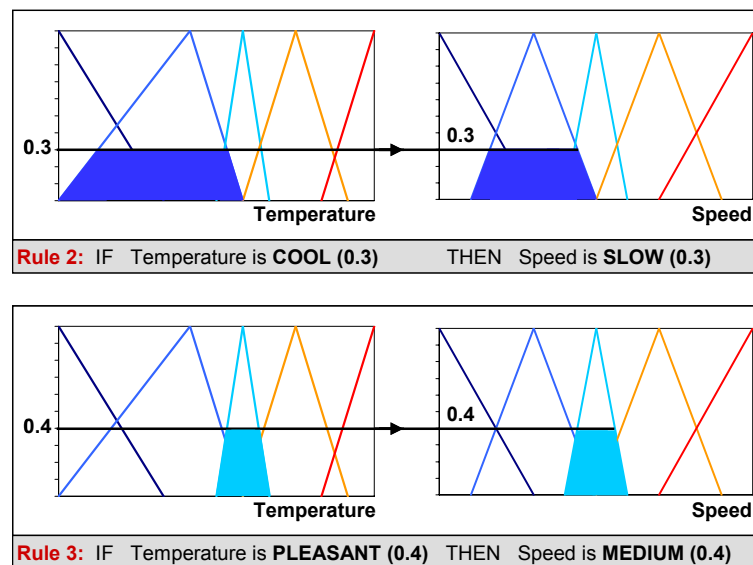 0.3
0.3
Temperature
Speed
Rule 2: IF Temperature is COOL (0.3) THEN Speed is SLOW (0.3)
0.4
0.4
Temperature
Speed
Rule 3: IF Temperature is PLEASANT (0.4) THEN Speed is MEDIUM (0.4)